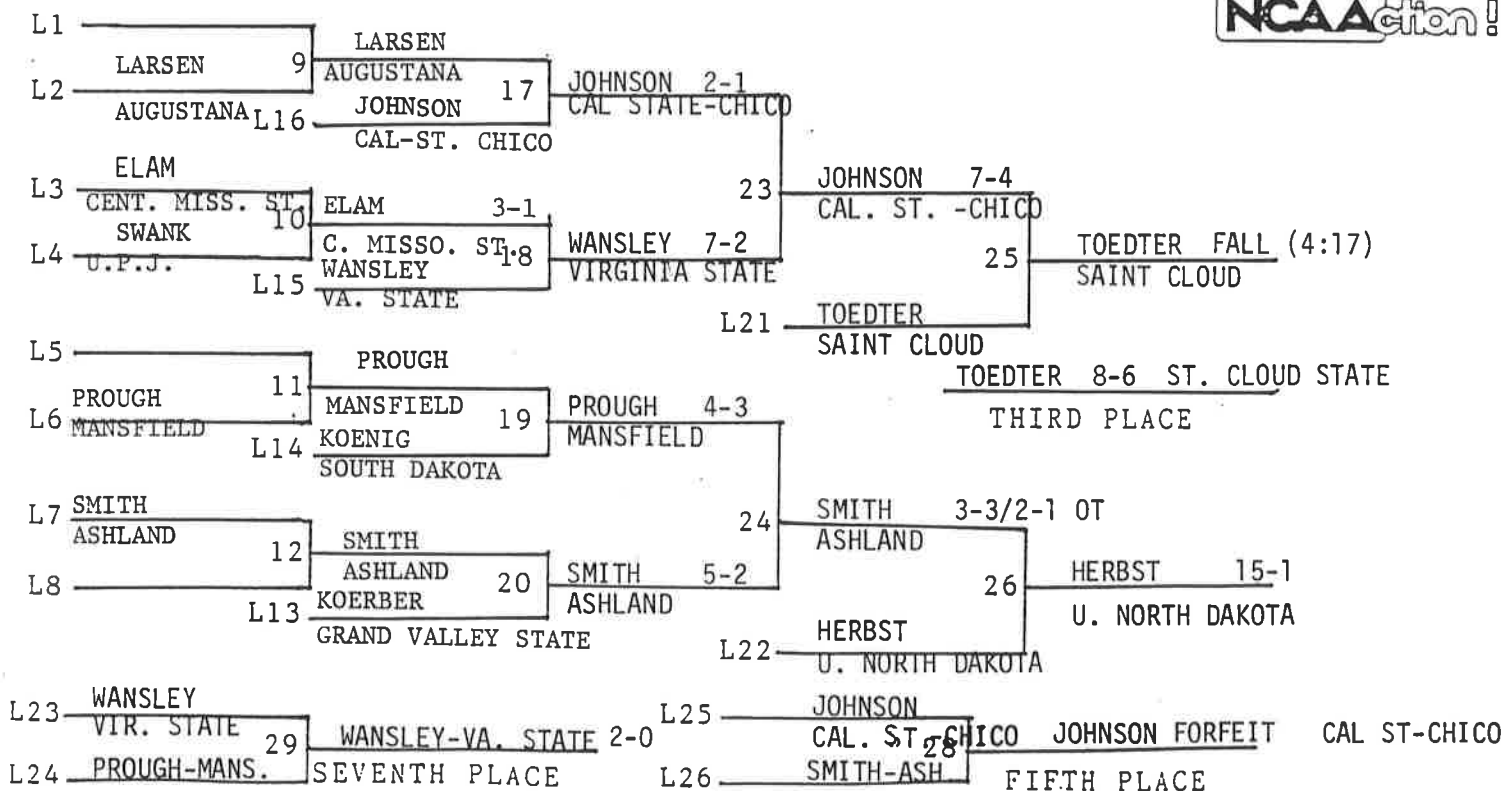 NCAAction!
L1
LARSEN 9
L2
AUGUSTANA
LARSEN
AUGUSTANA 17
L16 JOHNSON
CAL-ST. CHICO
JOHNSON 2-1
CAL STATE-CHICO
L3 ELAM
CENT. MISS. ST.
10
L4 SWANK
U.P.J.
ELAM 3-1
C. MISSO. ST. 18
L15 WANSLEY
VA. STATE
WANSLEY 7-2
VIRGINIA STATE
23
JOHNSON 7-4
CAL. ST. -CHICO
25
L21 TOEDTER
SAINT CLOUD
TOEDTER FALL (4:17)
SAINT CLOUD
TOEDTER 8-6 ST. CLOUD STATE
THIRD PLACE
L5
11
L6 PROUGH
MANSFIELD
PROUGH
MANSFIELD 19
L14 KOENIG
SOUTH DAKOTA
PROUGH 4-3
MANSFIELD
L7 SMITH
ASHLAND
12
L8
SMITH
ASHLAND 20
L13 KOERBER
GRAND VALLEY STATE
SMITH 5-2
ASHLAND
24
SMITH 3-3/2-1 OT
ASHLAND
26
L22 HERBST
U. NORTH DAKOTA
HERBST 15-1
U. NORTH DAKOTA
L23 WANSLEY
VIR. STATE
29
L24 PROUGH-MANS.
WANSLEY-VA. STATE 2-0
SEVENTH PLACE
L25 JOHNSON
CAL. ST.-CHICO
28
L26 SMITH-ASH
JOHNSON FORFEIT CAL ST-CHICO
FIFTH PLACE